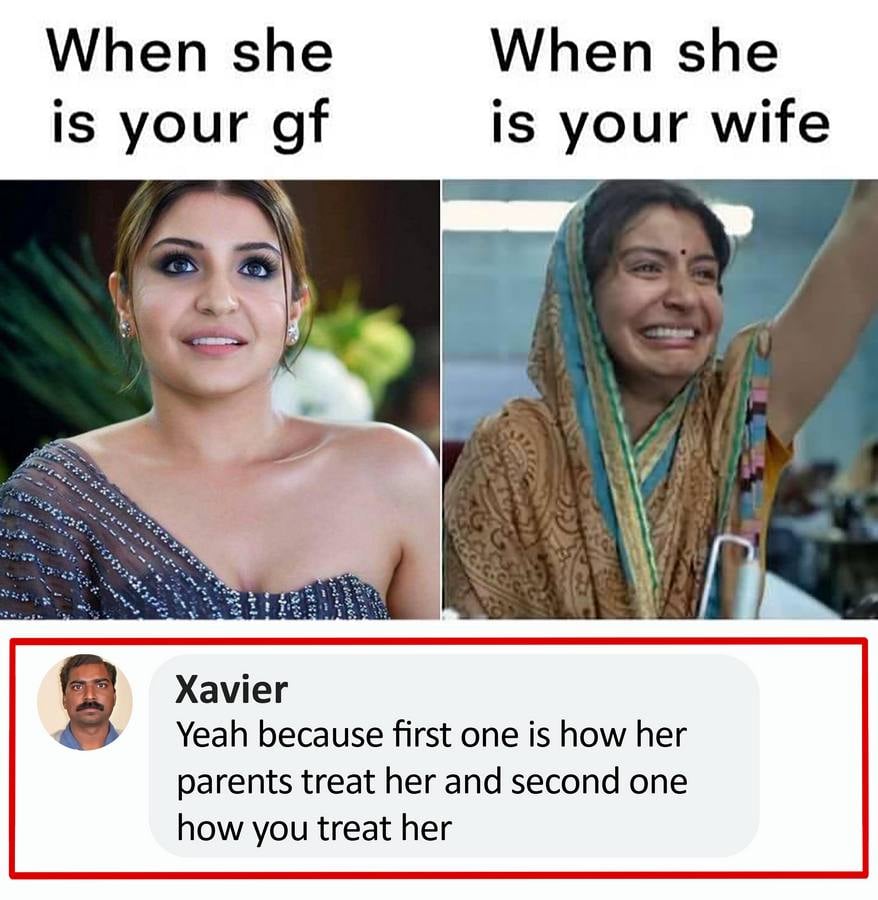 When she
is your gf
When she
is your wife
Xavier
Yeah because first one is how her
parents treat her and second one
how you treat her